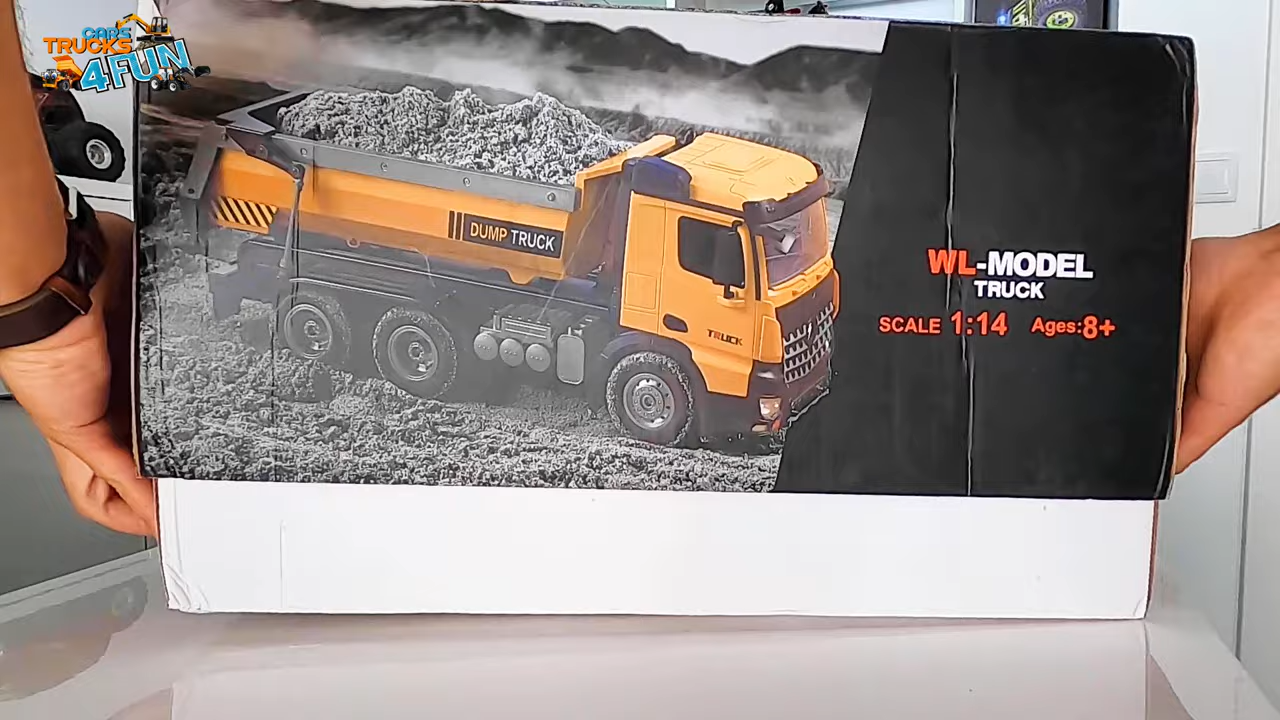 CARS
TRUCKS
4FUN
DUMP TRUCK
TRUCK
WL-MODEL
TRUCK
SCALE 1:14 Ages:8+